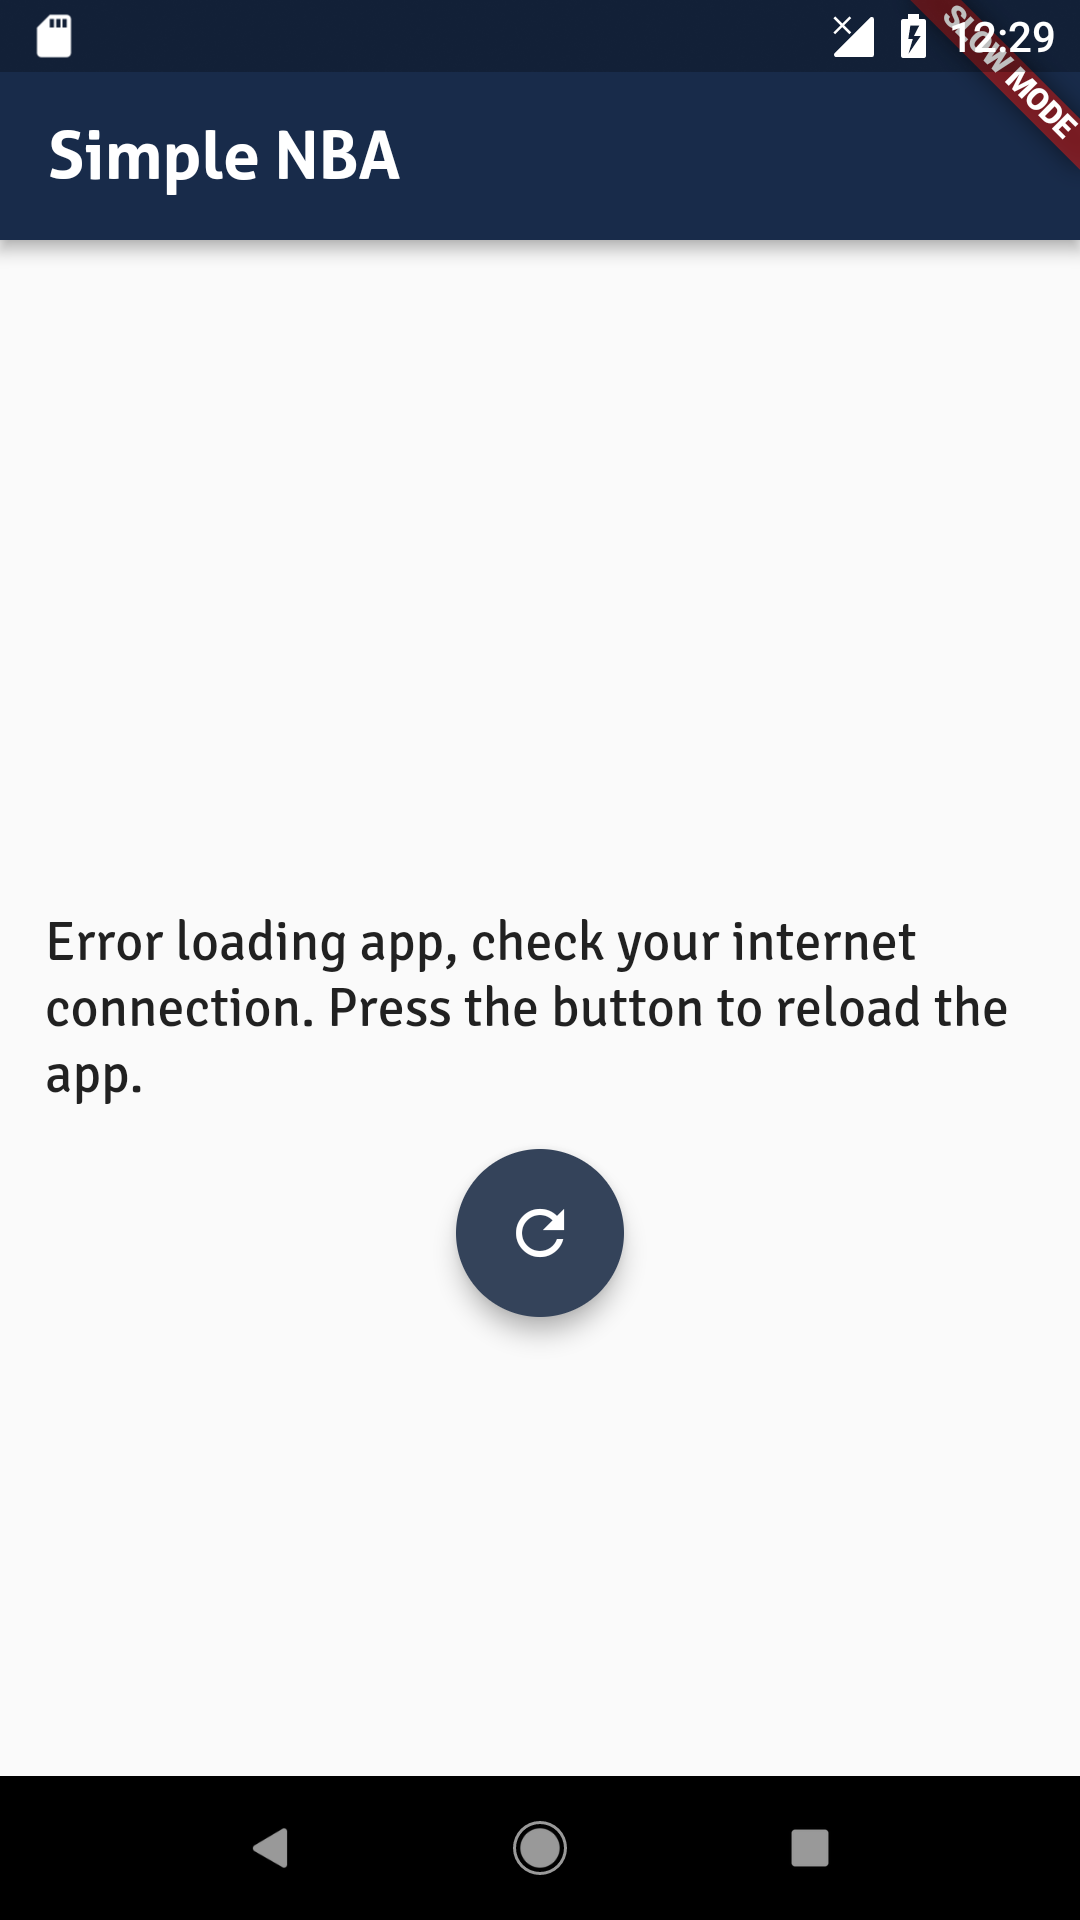 12:29
SLOW MODE
Simple NBA
Error loading app, check your internet
connection. Press the button to reload the
app.